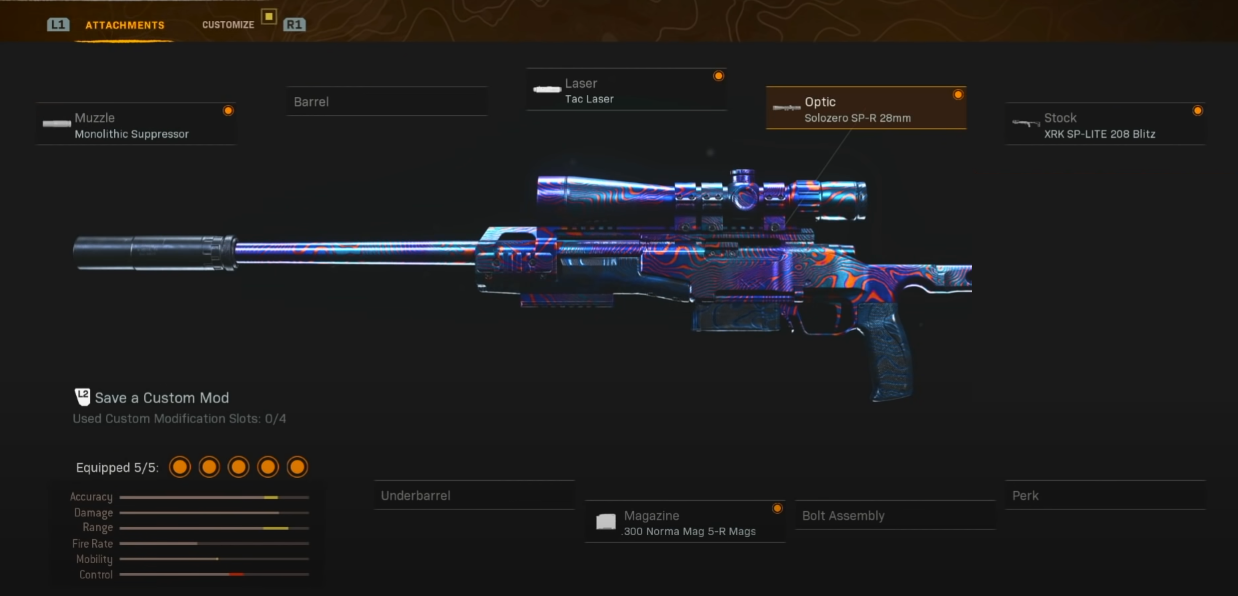 L1 ATTACHMENTS CUSTOMIZE R1
Muzzle
Monolithic Suppressor
Barrel
Laser
Tac Laser
Optic
Solozero SP-R 28mm
Stock
XRK SP-LITE 208 Blitz
L2 Save a Custom Mod
Used Custom Modification Slots: 0/4
Equipped 5/5:
Accuracy
Damage
Range
Fire Rate
Mobility
Control
Underbarrel
Magazine
.300 Norma Mag 5-R Mags
Bolt Assembly
Perk